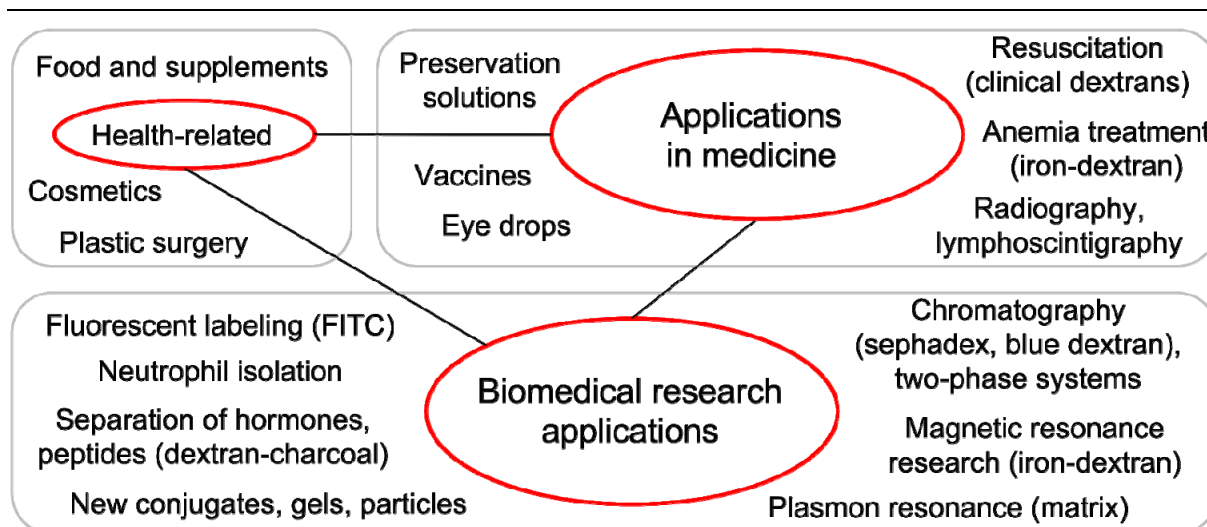 Food and supplements
Health-related
Cosmetics
Plastic surgery
Preservation
solutions
Vaccines
Eye drops
Applications
in medicine
Resuscitation
(clinical dextrans)
Anemia treatment
(iron-dextran)
Radiography,
lymphoscintigraphy
Fluorescent labeling (FITC)
Neutrophil isolation
Separation of hormones,
peptides (dextran-charcoal)
New conjugates, gels, particles
Biomedical research
applications
Chromatography
(sephadex, blue dextran),
two-phase systems
Magnetic resonance
research (iron-dextran)
Plasmon resonance (matrix)